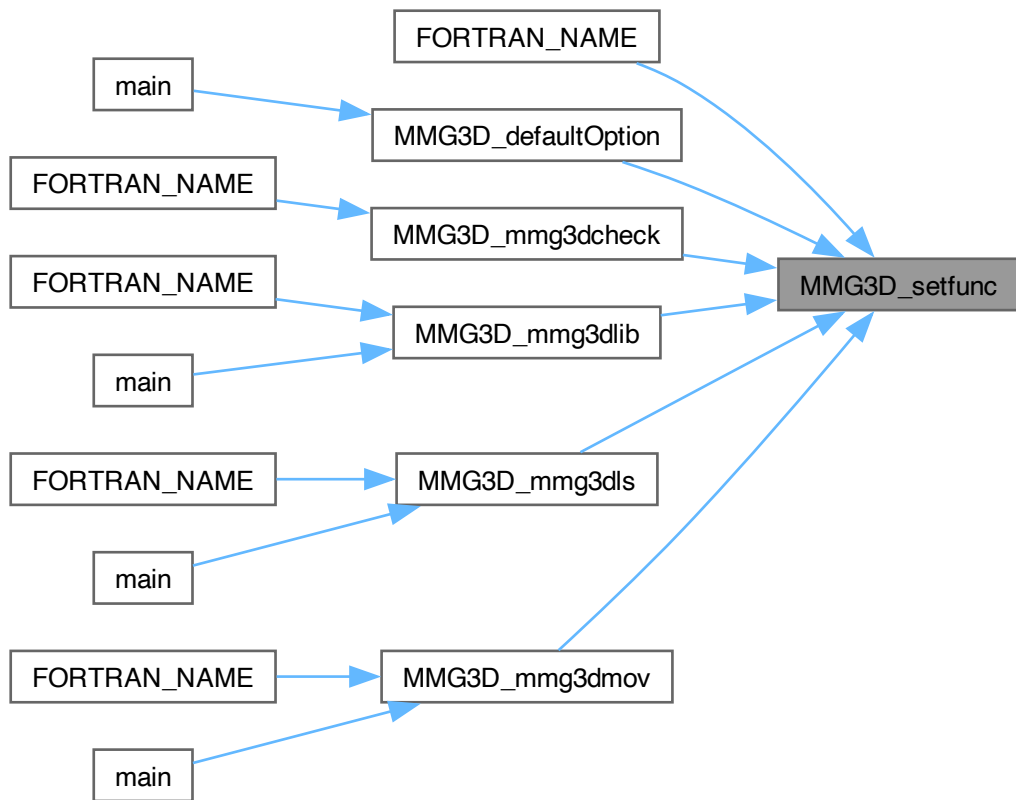 FORTRAN_NAME
main
MMG3D_defaultOption
FORTRAN_NAME
MMG3D_mmg3dcheck
FORTRAN_NAME
MMG3D_setfunc
MMG3D_mmg3dlib
main
FORTRAN_NAME
MMG3D_mmg3dls
main
FORTRAN_NAME
MMG3D_mmg3dmov
main